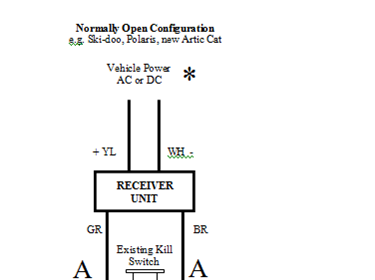 Normally Open Configuration
e.g. Ski-doo, Polaris, new Artic Cat
Vehicle Power *
AC or DC
+ YL WH -
RECEIVER
UNIT
GR BR
Existing Kill
Switch
A A